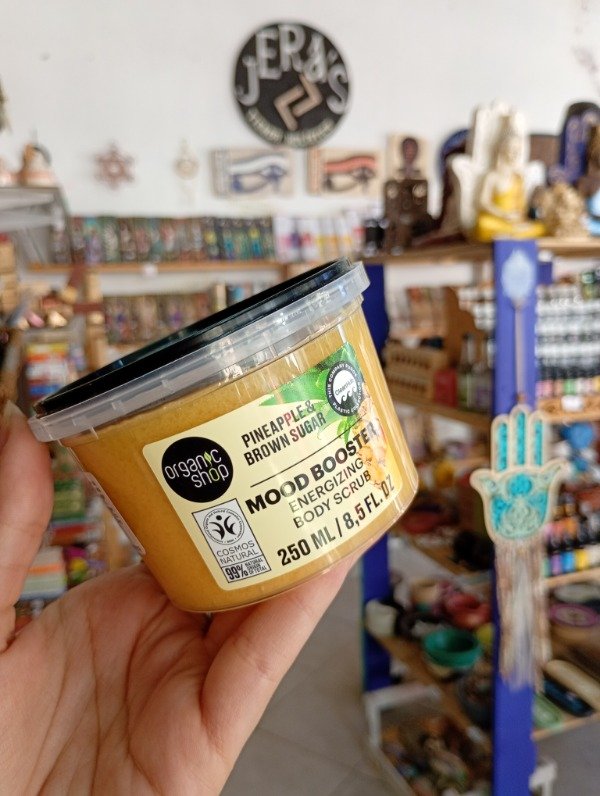 JERA'S
organic
shop
PINEAPPLE &
BROWN SUGAR
MOOD BOOSTER
ENERGIZING
BODY SCRUB
250 ML / 8,5 FL.OZ
COSMOS
NATURAL
99%